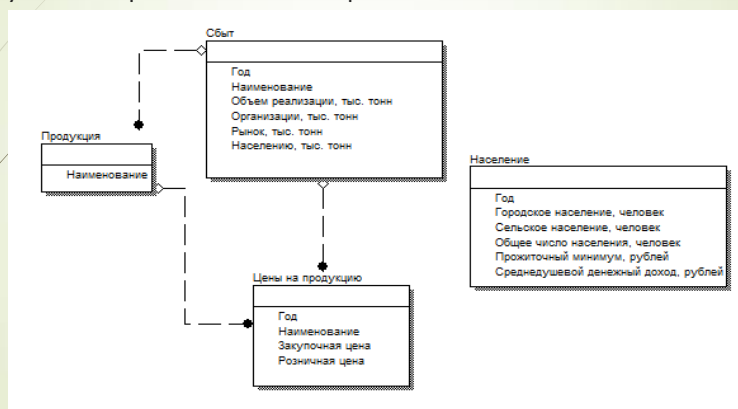 Сбыт
Год
Наименование
Объем реализации, тыс. тонн
Организации, тыс. тонн
Рынок, тыс. тонн
Населению, тыс. тонн
Продукция
Наименование
Население
Год
Городское население, человек
Сельское население, человек
Общее число населения, человек
Прожиточный минимум, рублей
Среднедушевой денежный доход, рублей
Цены на продукцию
Год
Наименование
Закупочная цена
Розничная цена